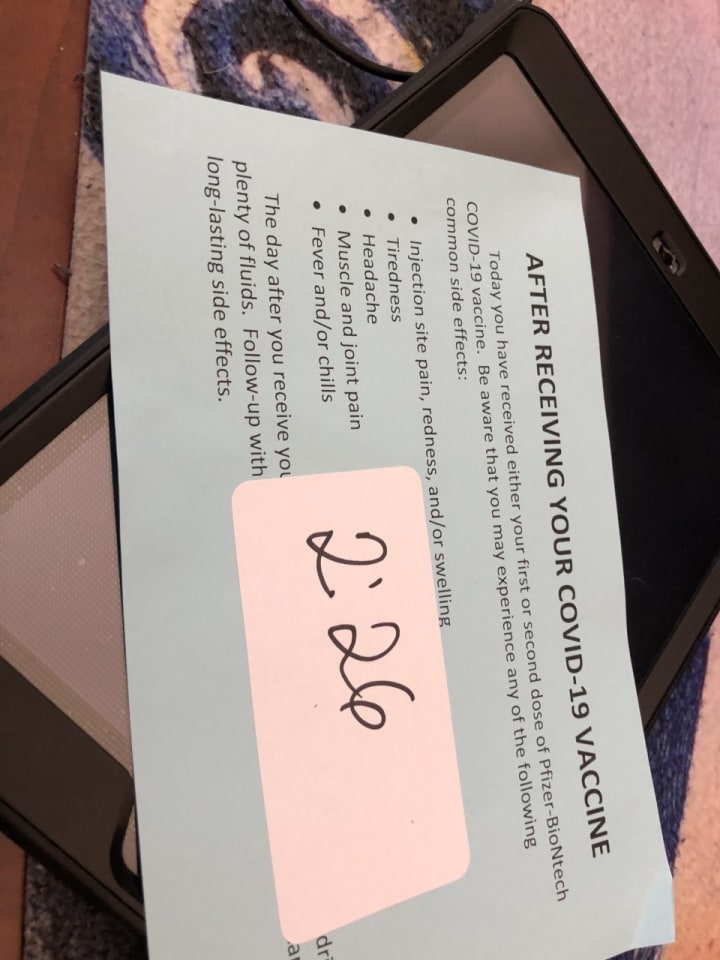 AFTER RECEIVING YOUR COVID-19 VACCINE
Today you have received either your first or second dose of Pfizer-BioNtech
COVID-19 vaccine. Be aware that you may experience any of the following
common side effects:
• Injection site pain, redness, and/or swelling
• Tiredness
• Headache
• Muscle and joint pain
• Fever and/or chills
The day after you receive
plenty of fluids. Follow-up with
long-lasting side effects.
2:26